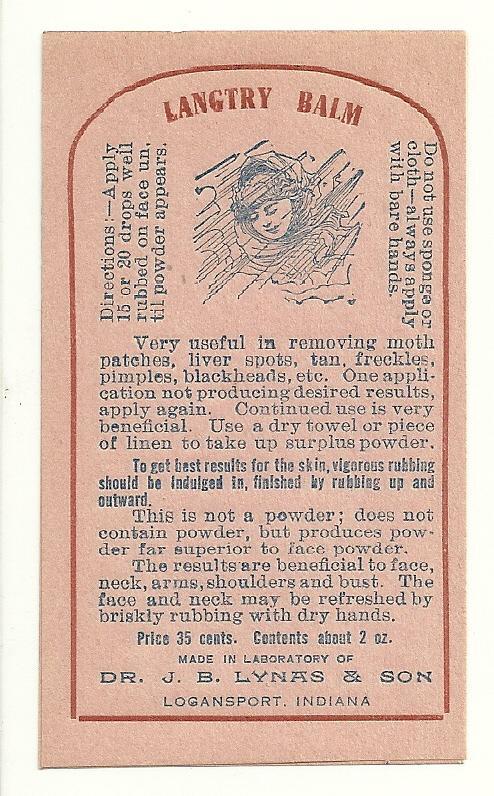 LANGTRY BALM
Directions:—Apply
15 or 20 drops well
rubbed on face un,
til powder appears.
Do not use sponge or
cloth—always apply
with bare hands.
Very useful in removing moth
patches, liver spots, tan, freckles,
pimples, blackheads, etc. One appli-
cation not producing desired results,
apply again. Continued use is very
beneficial. Use a dry towel or piece
of linen to take up surplus powder.
To get best results for the skin, vigorous rubbing
should be indulged in, finished by rubbing up and
outward.
This is not a powder; does not
contain powder, but produces pow-
der far superior to face powder.
The results are beneficial to face,
neck, arms, shoulders and bust. The
face and neck may be refreshed by
briskly rubbing with dry hands.
Price 35 cents. Contents about 2 oz.
MADE IN LABORATORY OF
DR. J. B. LYNAS & SON
LOGANSPORT, INDIANA